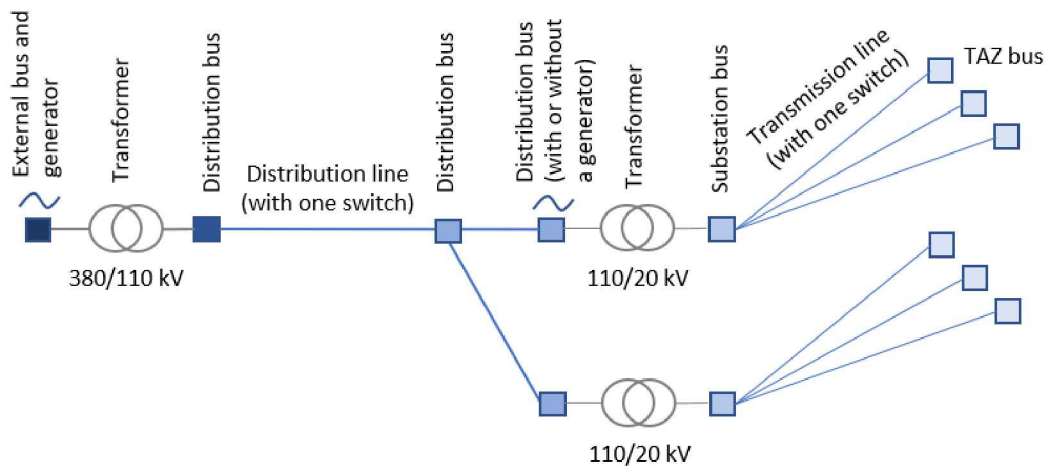 External bus and
generator
Transformer
Distribution bus
Distribution line
(with one switch)
Distribution bus
Distribution bus
(with or without
a generator)
Transformer
Substation bus
Transmission line
(with one switch)
TAZ bus
380/110 kV
110/20 kV
110/20 kV